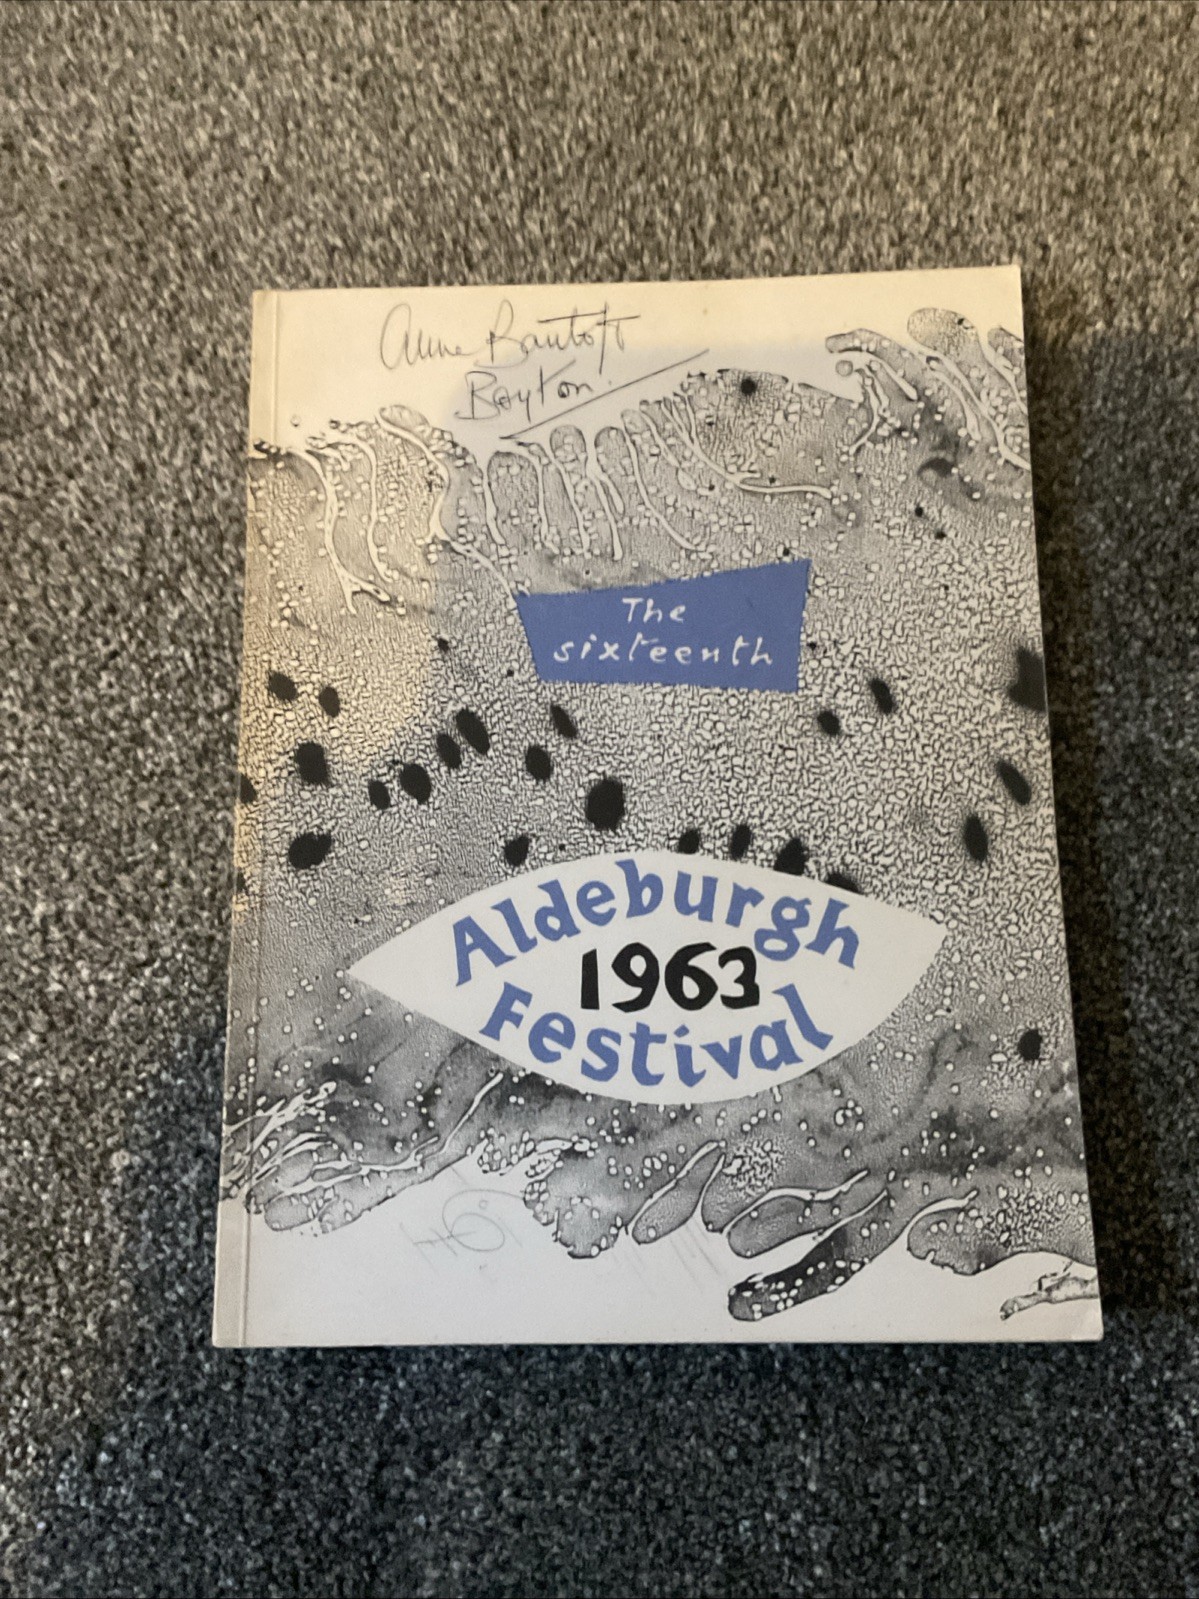 Anne Bantoft
Boyton.
The
sixteenth
Aldeburgh
1963
Festival